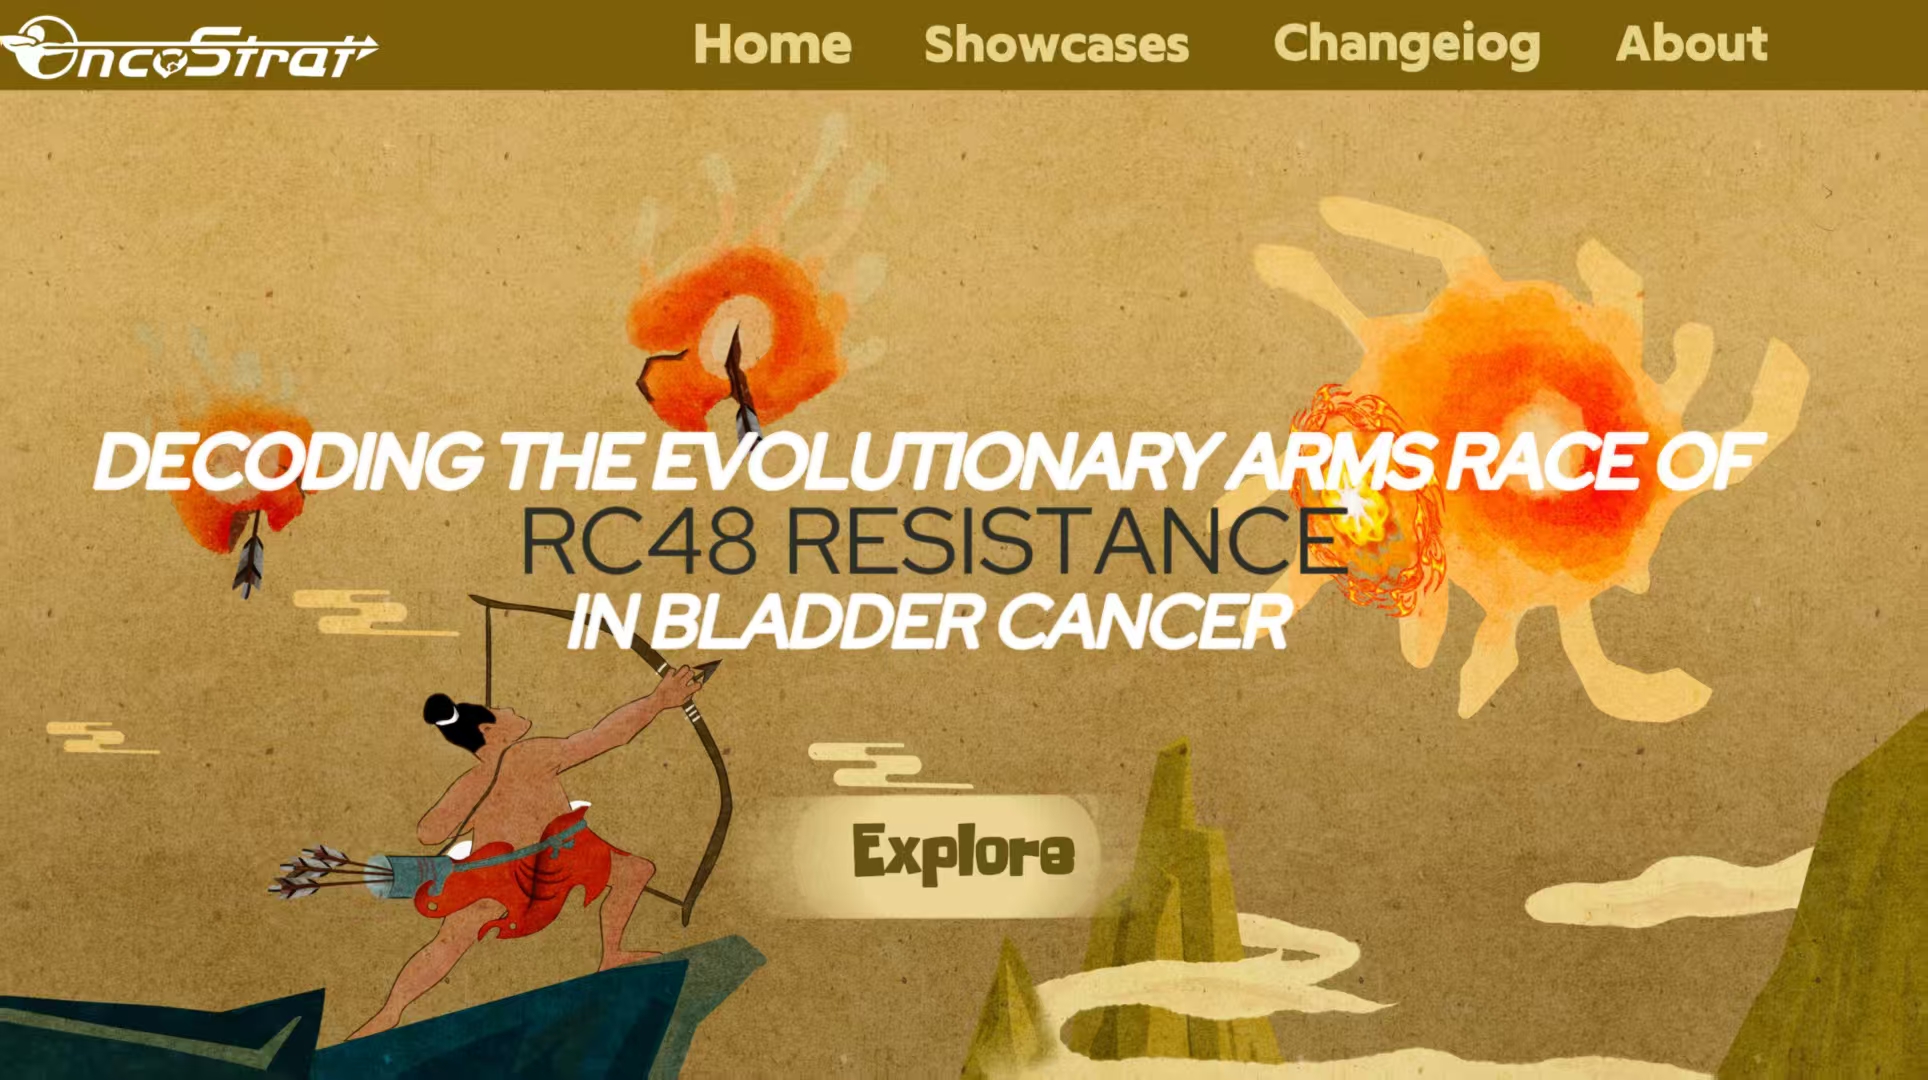 OncoStrat
Home Showcases Changeiog About
DECODING THE EVOLUTIONARY ARMS RACE OF
RC48 RESISTANCE
IN BLADDER CANCER
Explore